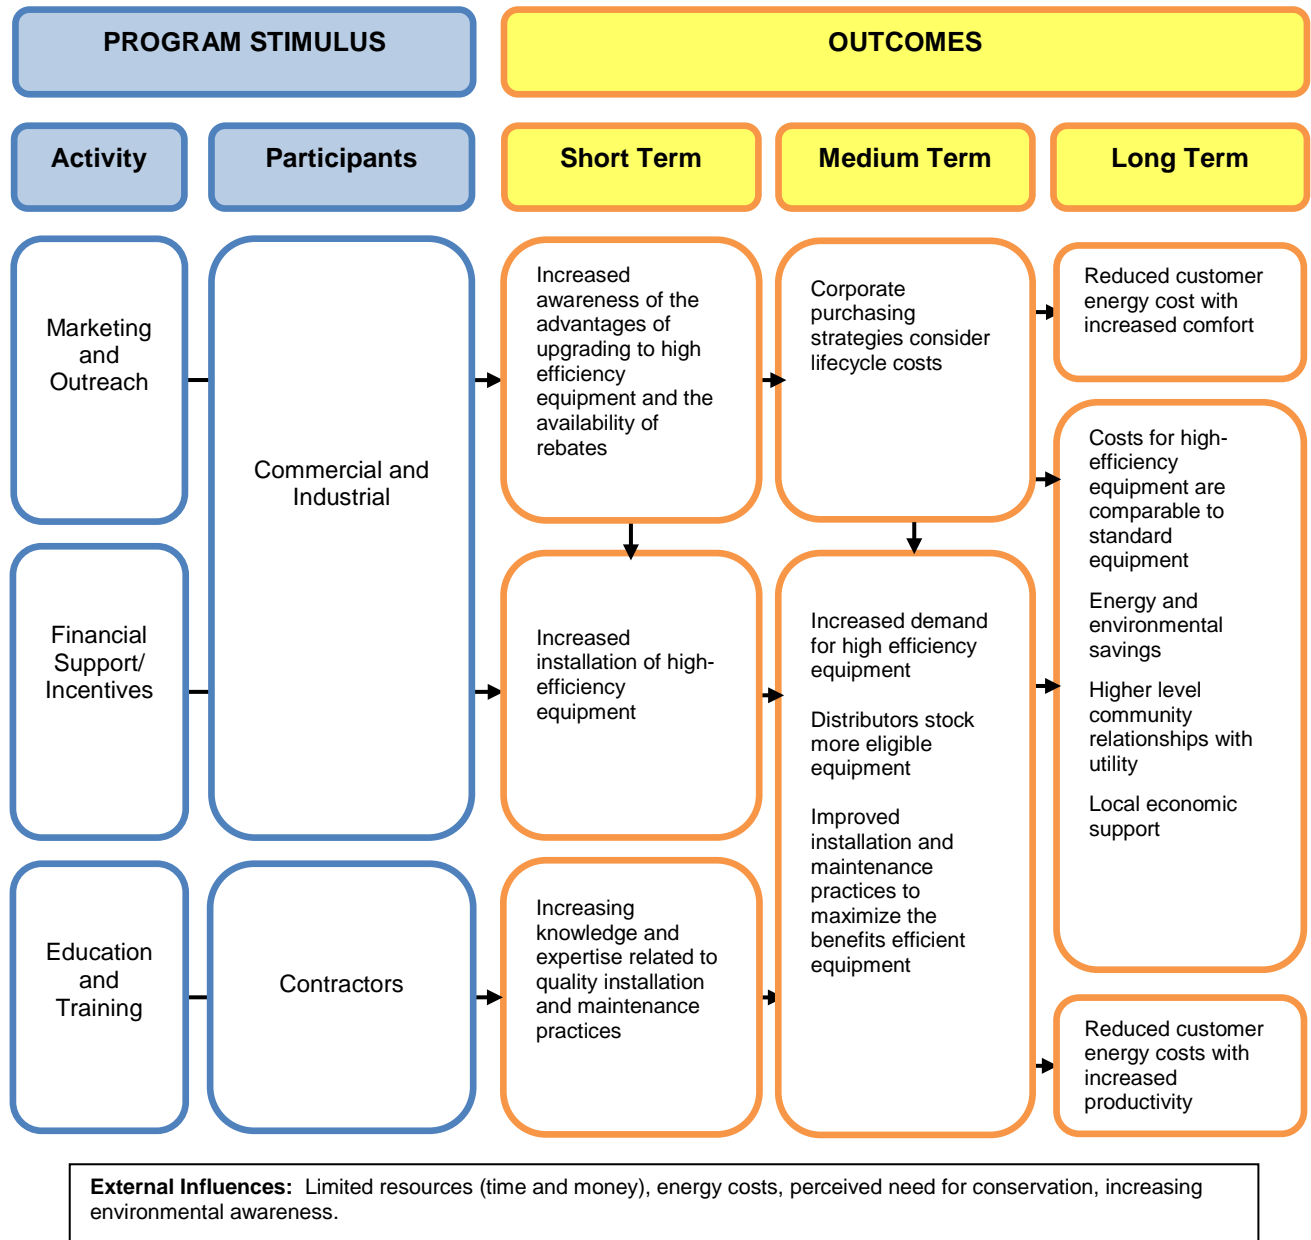 PROGRAM STIMULUS
OUTCOMES
Activity
Participants
Short Term
Medium Term
Long Term
Marketing
and
Outreach
Commercial and
Industrial
Increased
awareness of the
advantages of
upgrading to high
efficiency
equipment and the
availability of
rebates
Corporate
purchasing
strategies consider
lifecycle costs
Reduced customer
energy cost with
increased comfort
Costs for high-
efficiency
equipment are
comparable to
standard
equipment
Energy and
environmental
savings
Higher level
community
relationships with
utility
Local economic
support
Financial
Support/
Incentives
Increased
installation of high-
efficiency
equipment
Increased demand
for high efficiency
equipment
Distributors stock
more eligible
equipment
Improved
installation and
maintenance
practices to
maximize the
benefits efficient
equipment
Education
and
Training
Contractors
Increasing
knowledge and
expertise related to
quality installation
and maintenance
practices
Reduced customer
energy costs with
increased
productivity
External Influences:  Limited resources (time and money), energy costs, perceived need for conservation, increasing
environmental awareness.